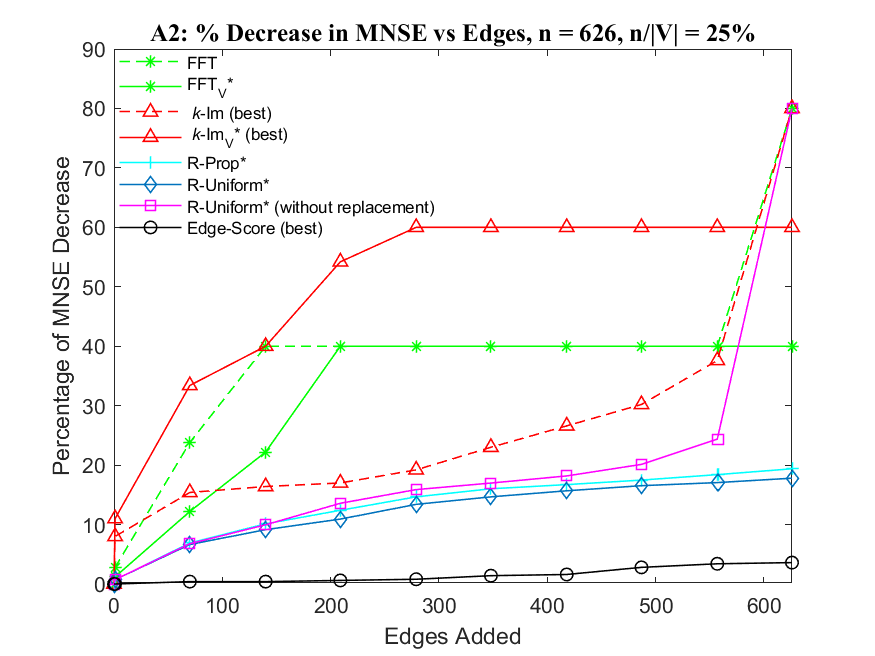 A2: % Decrease in MNSE vs Edges, n = 626, n/|V| = 25%
Percentage of MNSE Decrease
90
80
70
60
50
40
30
20
10
0
FFT
FFT_V*
k-Im (best)
k-Im_V* (best)
R-Prop*
R-Uniform*
R-Uniform* (without replacement)
Edge-Score (best)
0 100 200 300 400 500 600
Edges Added